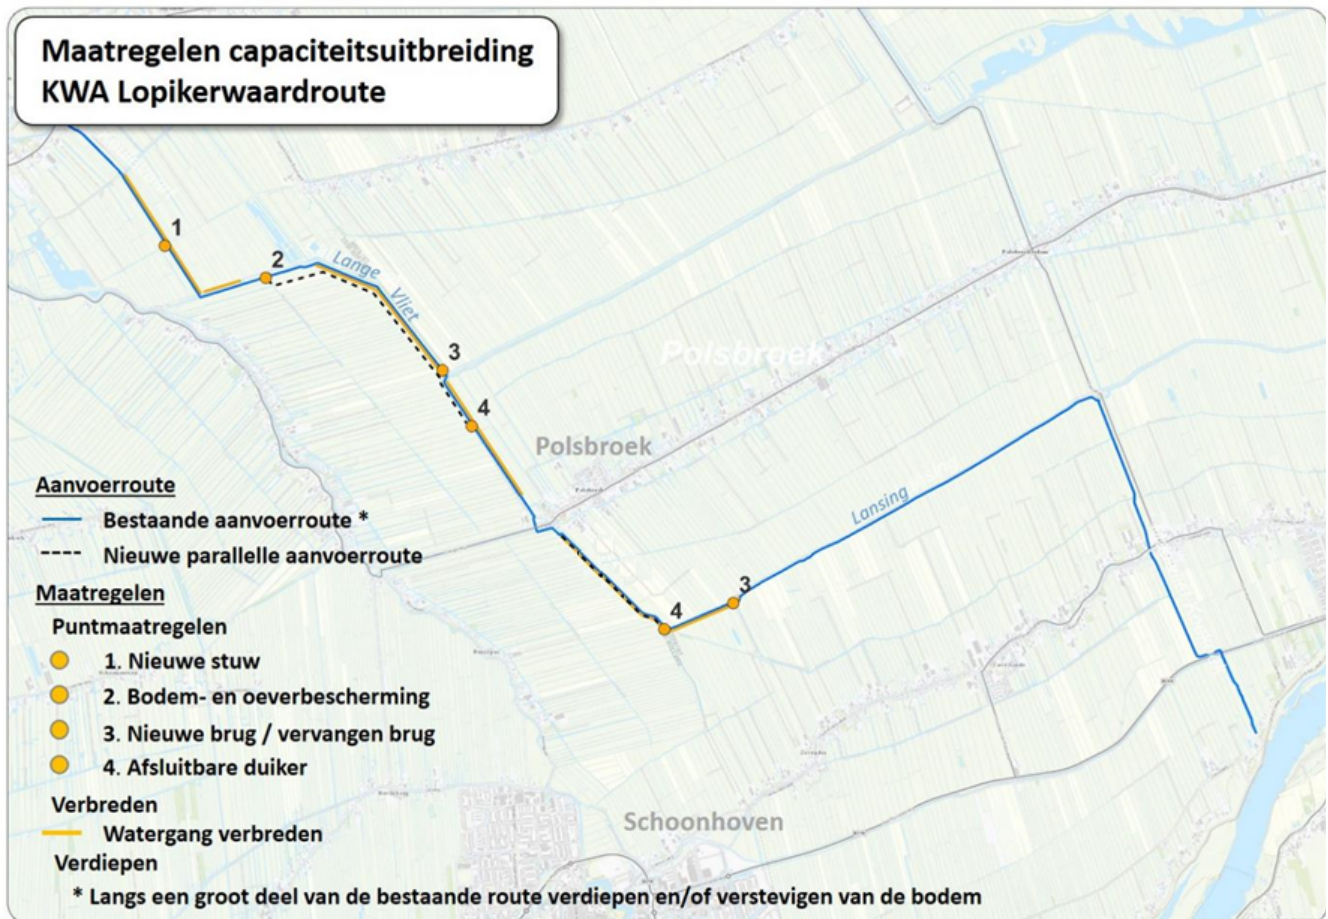 Maatregelen capaciteitsuitbreiding
KWA Lopikerwaardroute
1
2
Lange
Vliet
3
4
Polsbroek
Polsbroek
Lansing
4
3
Schoonhoven
Aanvoerroute
Bestaande aanvoerroute *
Nieuwe parallelle aanvoerroute
Maatregelen
Puntmaatregelen
1. Nieuwe stuw
2. Bodem- en oeverbescherming
3. Nieuwe brug / vervangen brug
4. Afsluitbare duiker
Verbreden
Watergang verbreden
Verdiepen
* Langs een groot deel van de bestaande route verdiepen en/of verstevigen van de bodem